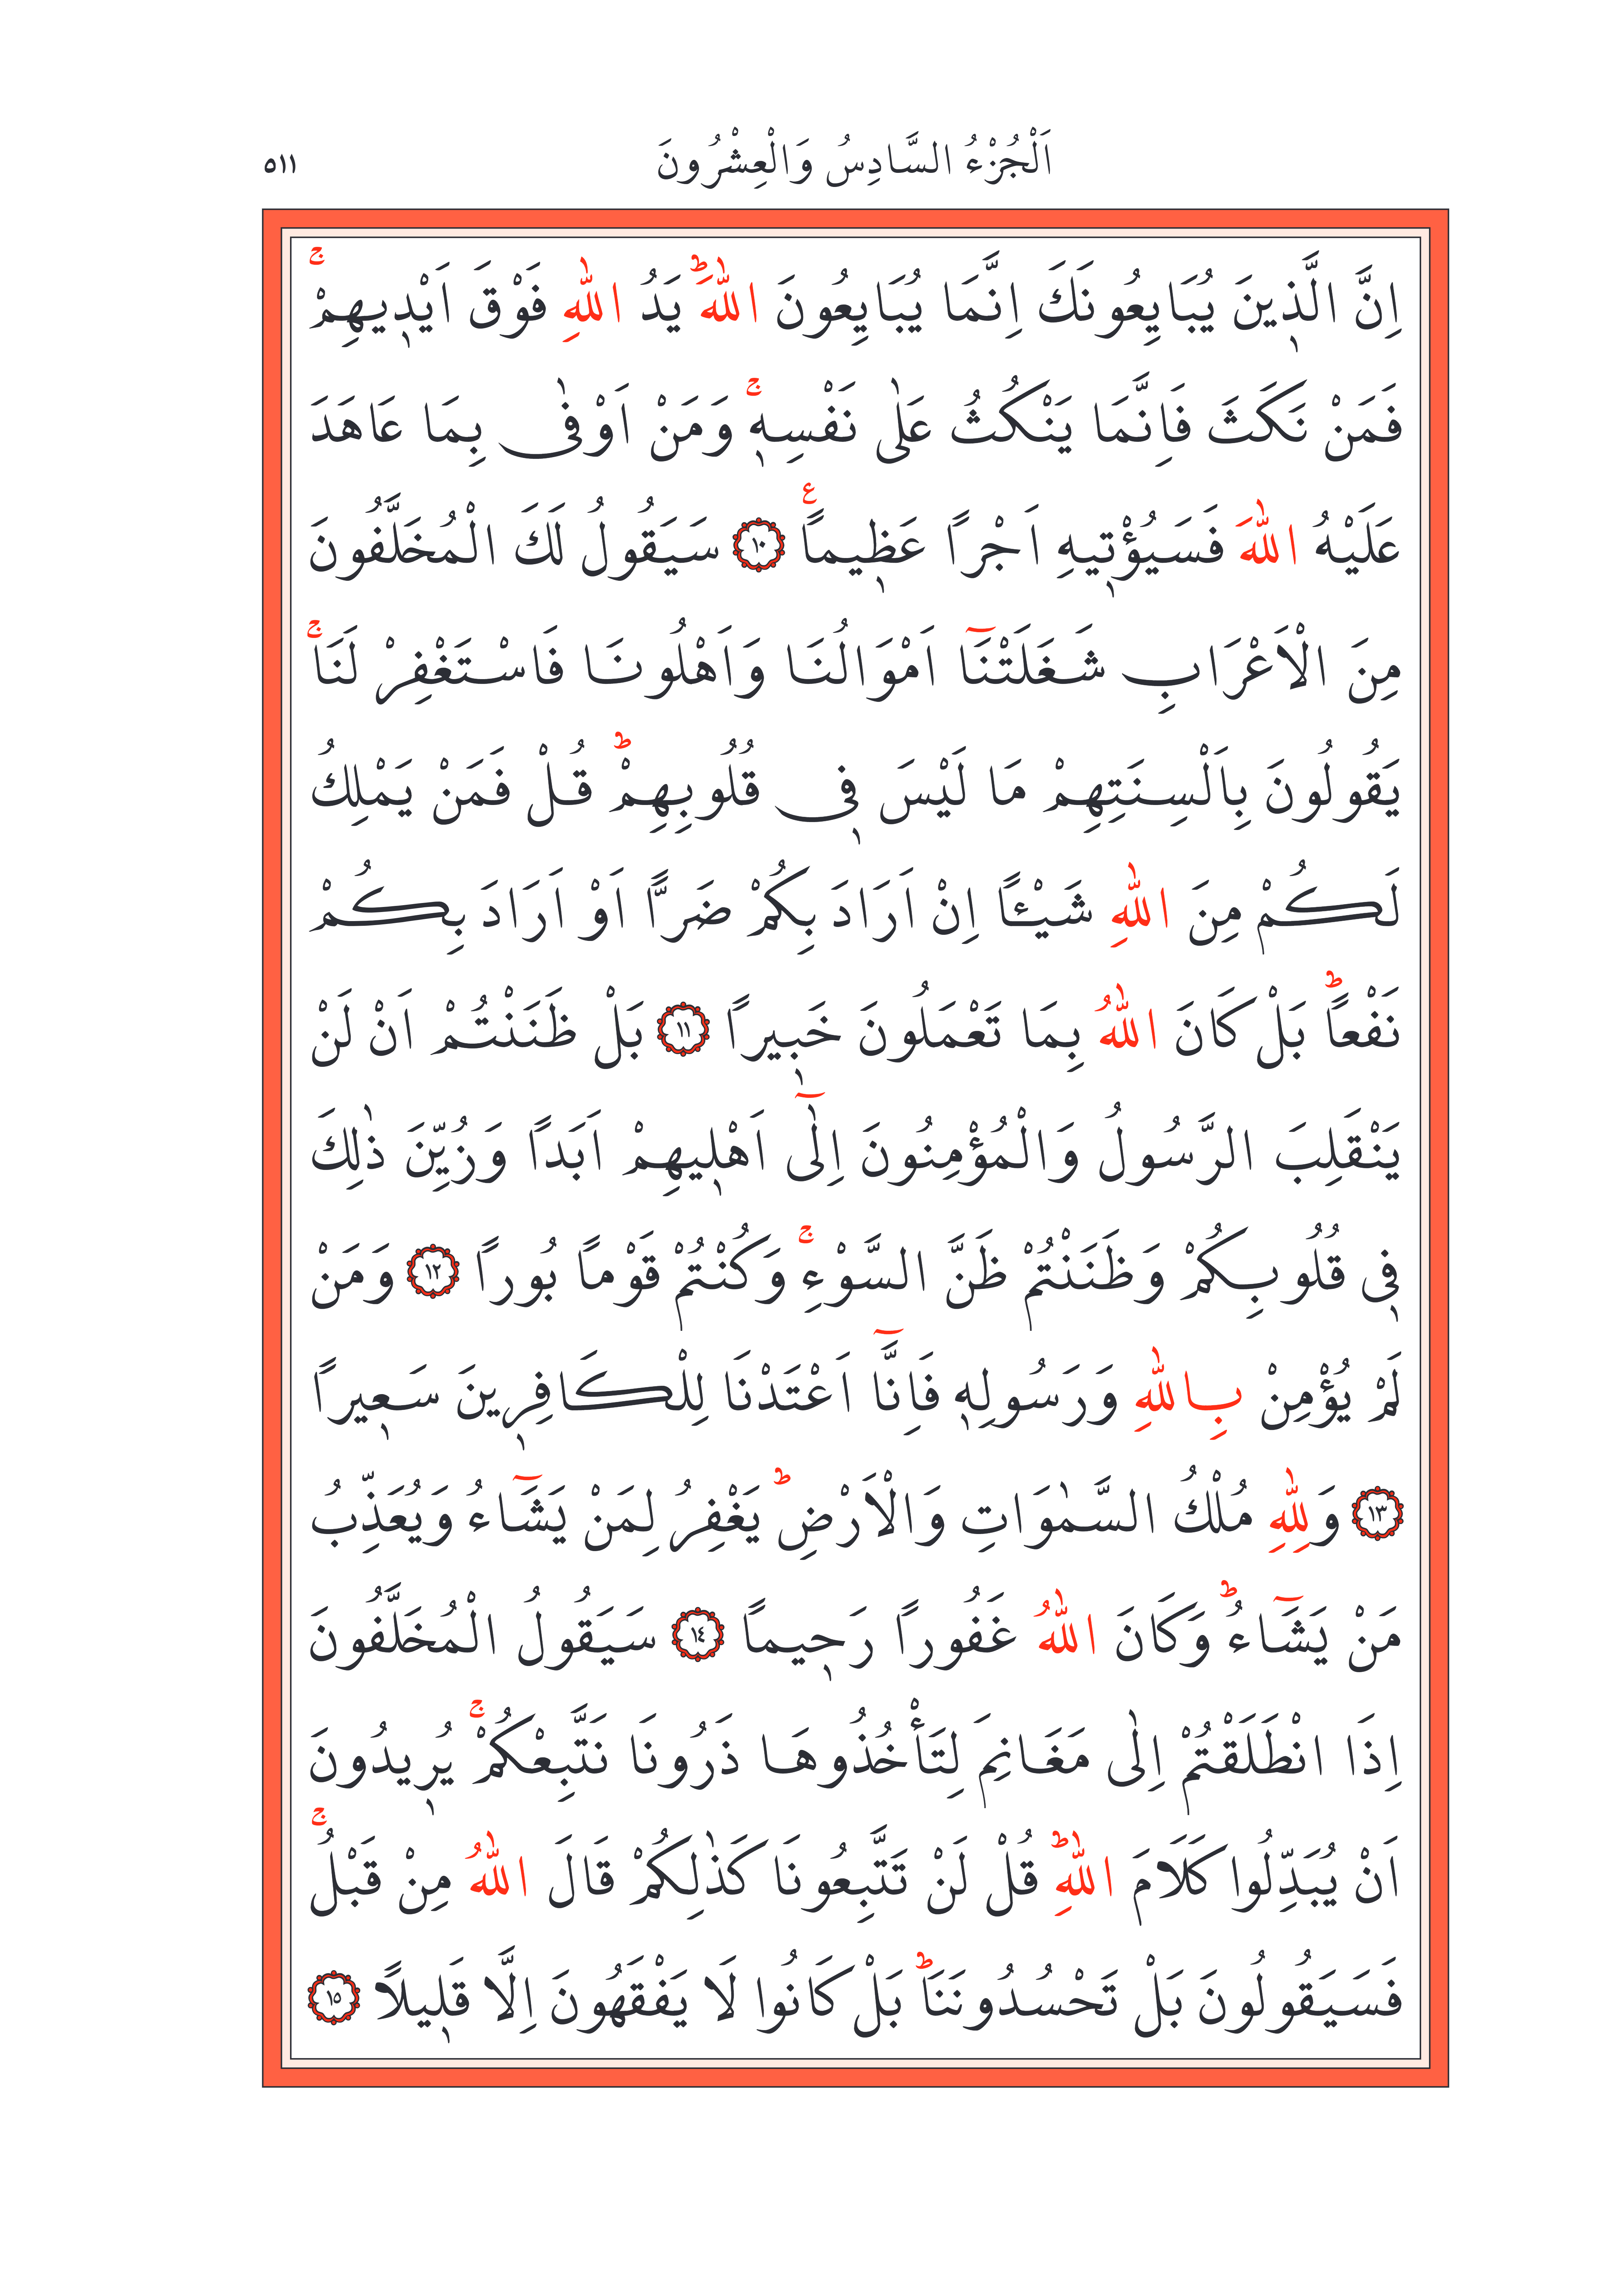 اَلْجُزْءُ السَّادِسُ وَالْعِشْرُونَ ٥١١
اِنَّ الَّذ۪ينَ يُبَايِعُونَكَ اِنَّمَا يُبَايِعُونَ اللّٰهَۜ يَدُ اللّٰهِ فَوْقَ اَيْد۪يهِمْۚ
فَمَنْ نَكَثَ فَاِنَّمَا يَنْكُثُ عَلٰى نَفْسِه۪ۚ وَمَنْ اَوْفٰى بِمَا عَاهَدَ
عَلَيْهُ اللّٰهَ فَسَيُؤْت۪يهِ اَجْرًا عَظ۪يمًاࣖ ﴿١٠﴾ سَيَقُولُ لَكَ الْمُخَلَّفُونَ
مِنَ الْاَعْرَابِ شَغَلَتْنَٓا اَمْوَالُنَا وَاَهْلُونَا فَاسْتَغْفِرْ لَنَاۚ
يَقُولُونَ بِاَلْسِنَتِهِمْ مَا لَيْسَ ف۪ى قُلُوبِهِمْۜ قُلْ فَمَنْ يَمْلِكُ
لَكُمْ مِنَ اللّٰهِ شَيْـًٔا اِنْ اَرَادَ بِكُمْ ضَرًّا اَوْ اَرَادَ بِكُمْ
نَفْعًاۜ بَلْ كَانَ اللّٰهُ بِمَا تَعْمَلُونَ خَب۪يرًا ﴿١١﴾ بَلْ ظَنَنْتُمْ اَنْ لَنْ
يَنْقَلِبَ الرَّسُولُ وَالْمُؤْمِنُونَ اِلٰٓى اَهْل۪يهِمْ اَبَدًا وَزُيِّنَ ذٰلِكَ
ف۪ى قُلُوبِكُمْ وَظَنَنْتُمْ ظَنَّ السَّوْءِۚ وَكُنْتُمْ قَوْمًا بُورًا ﴿١٢﴾ وَمَنْ
لَمْ يُؤْمِنْ بِاللّٰهِ وَرَسُولِه۪ فَاِنَّٓا اَعْتَدْنَا لِلْكَافِر۪ينَ سَع۪يرًا
﴿١٣﴾ وَلِلّٰهِ مُلْكُ السَّمٰوَاتِ وَالْاَرْضِۜ يَغْفِرُ لِمَنْ يَشَٓاءُ وَيُعَذِّبُ
مَنْ يَشَٓاءُۜ وَكَانَ اللّٰهُ غَفُورًا رَح۪يمًا ﴿١٤﴾ سَيَقُولُ الْمُخَلَّفُونَ
اِذَا انْطَلَقْتُمْ اِلٰى مَغَانِمَ لِتَأْخُذُوهَا ذَرُونَا نَتَّبِعْكُمْۚ يُر۪يدُونَ
اَنْ يُبَدِّلُوا كَلَامَ اللّٰهِۜ قُلْ لَنْ تَتَّبِعُونَا كَذٰلِكُمْ قَالَ اللّٰهُ مِنْ قَبْلُۚ
فَسَيَقُولُونَ بَلْ تَحْسُدُونَنَاۜ بَلْ كَانُوا لَا يَفْقَهُونَ اِلَّا قَل۪يلًا ﴿١٥﴾